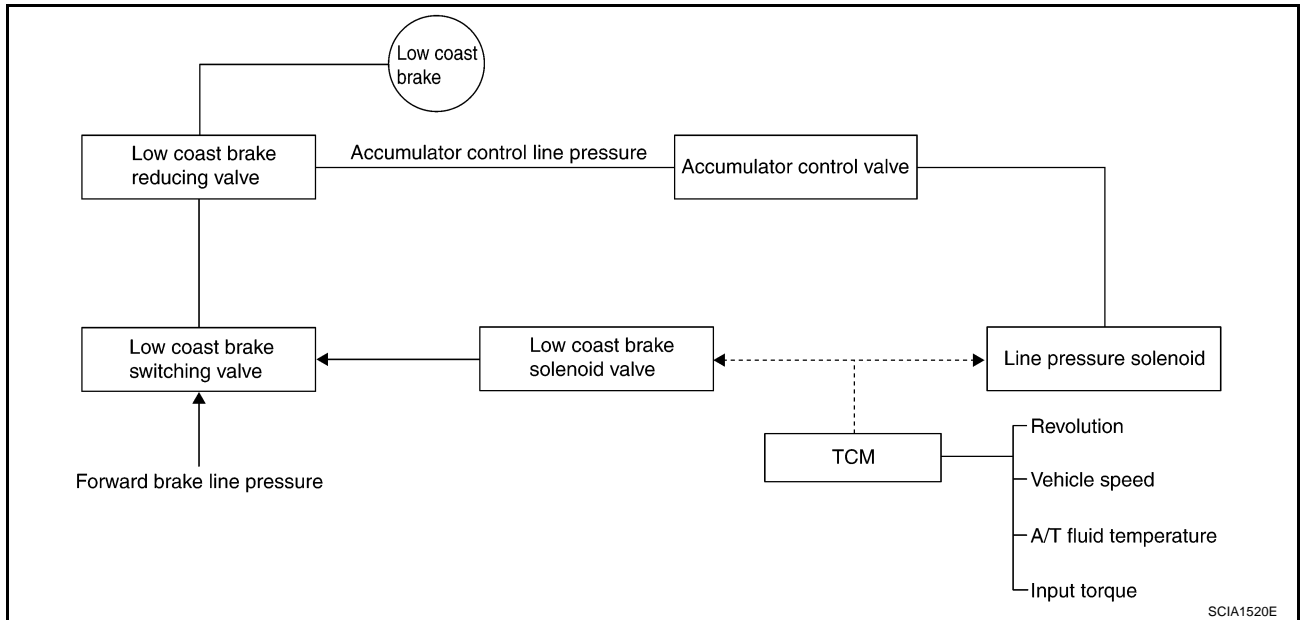 Low coast
brake
Low coast brake
reducing valve
Accumulator control line pressure
Accumulator control valve
Low coast brake
switching valve
Low coast brake
solenoid valve
Line pressure solenoid
Forward brake line pressure
TCM
Revolution
Vehicle speed
A/T fluid temperature
Input torque
SCIA1520E